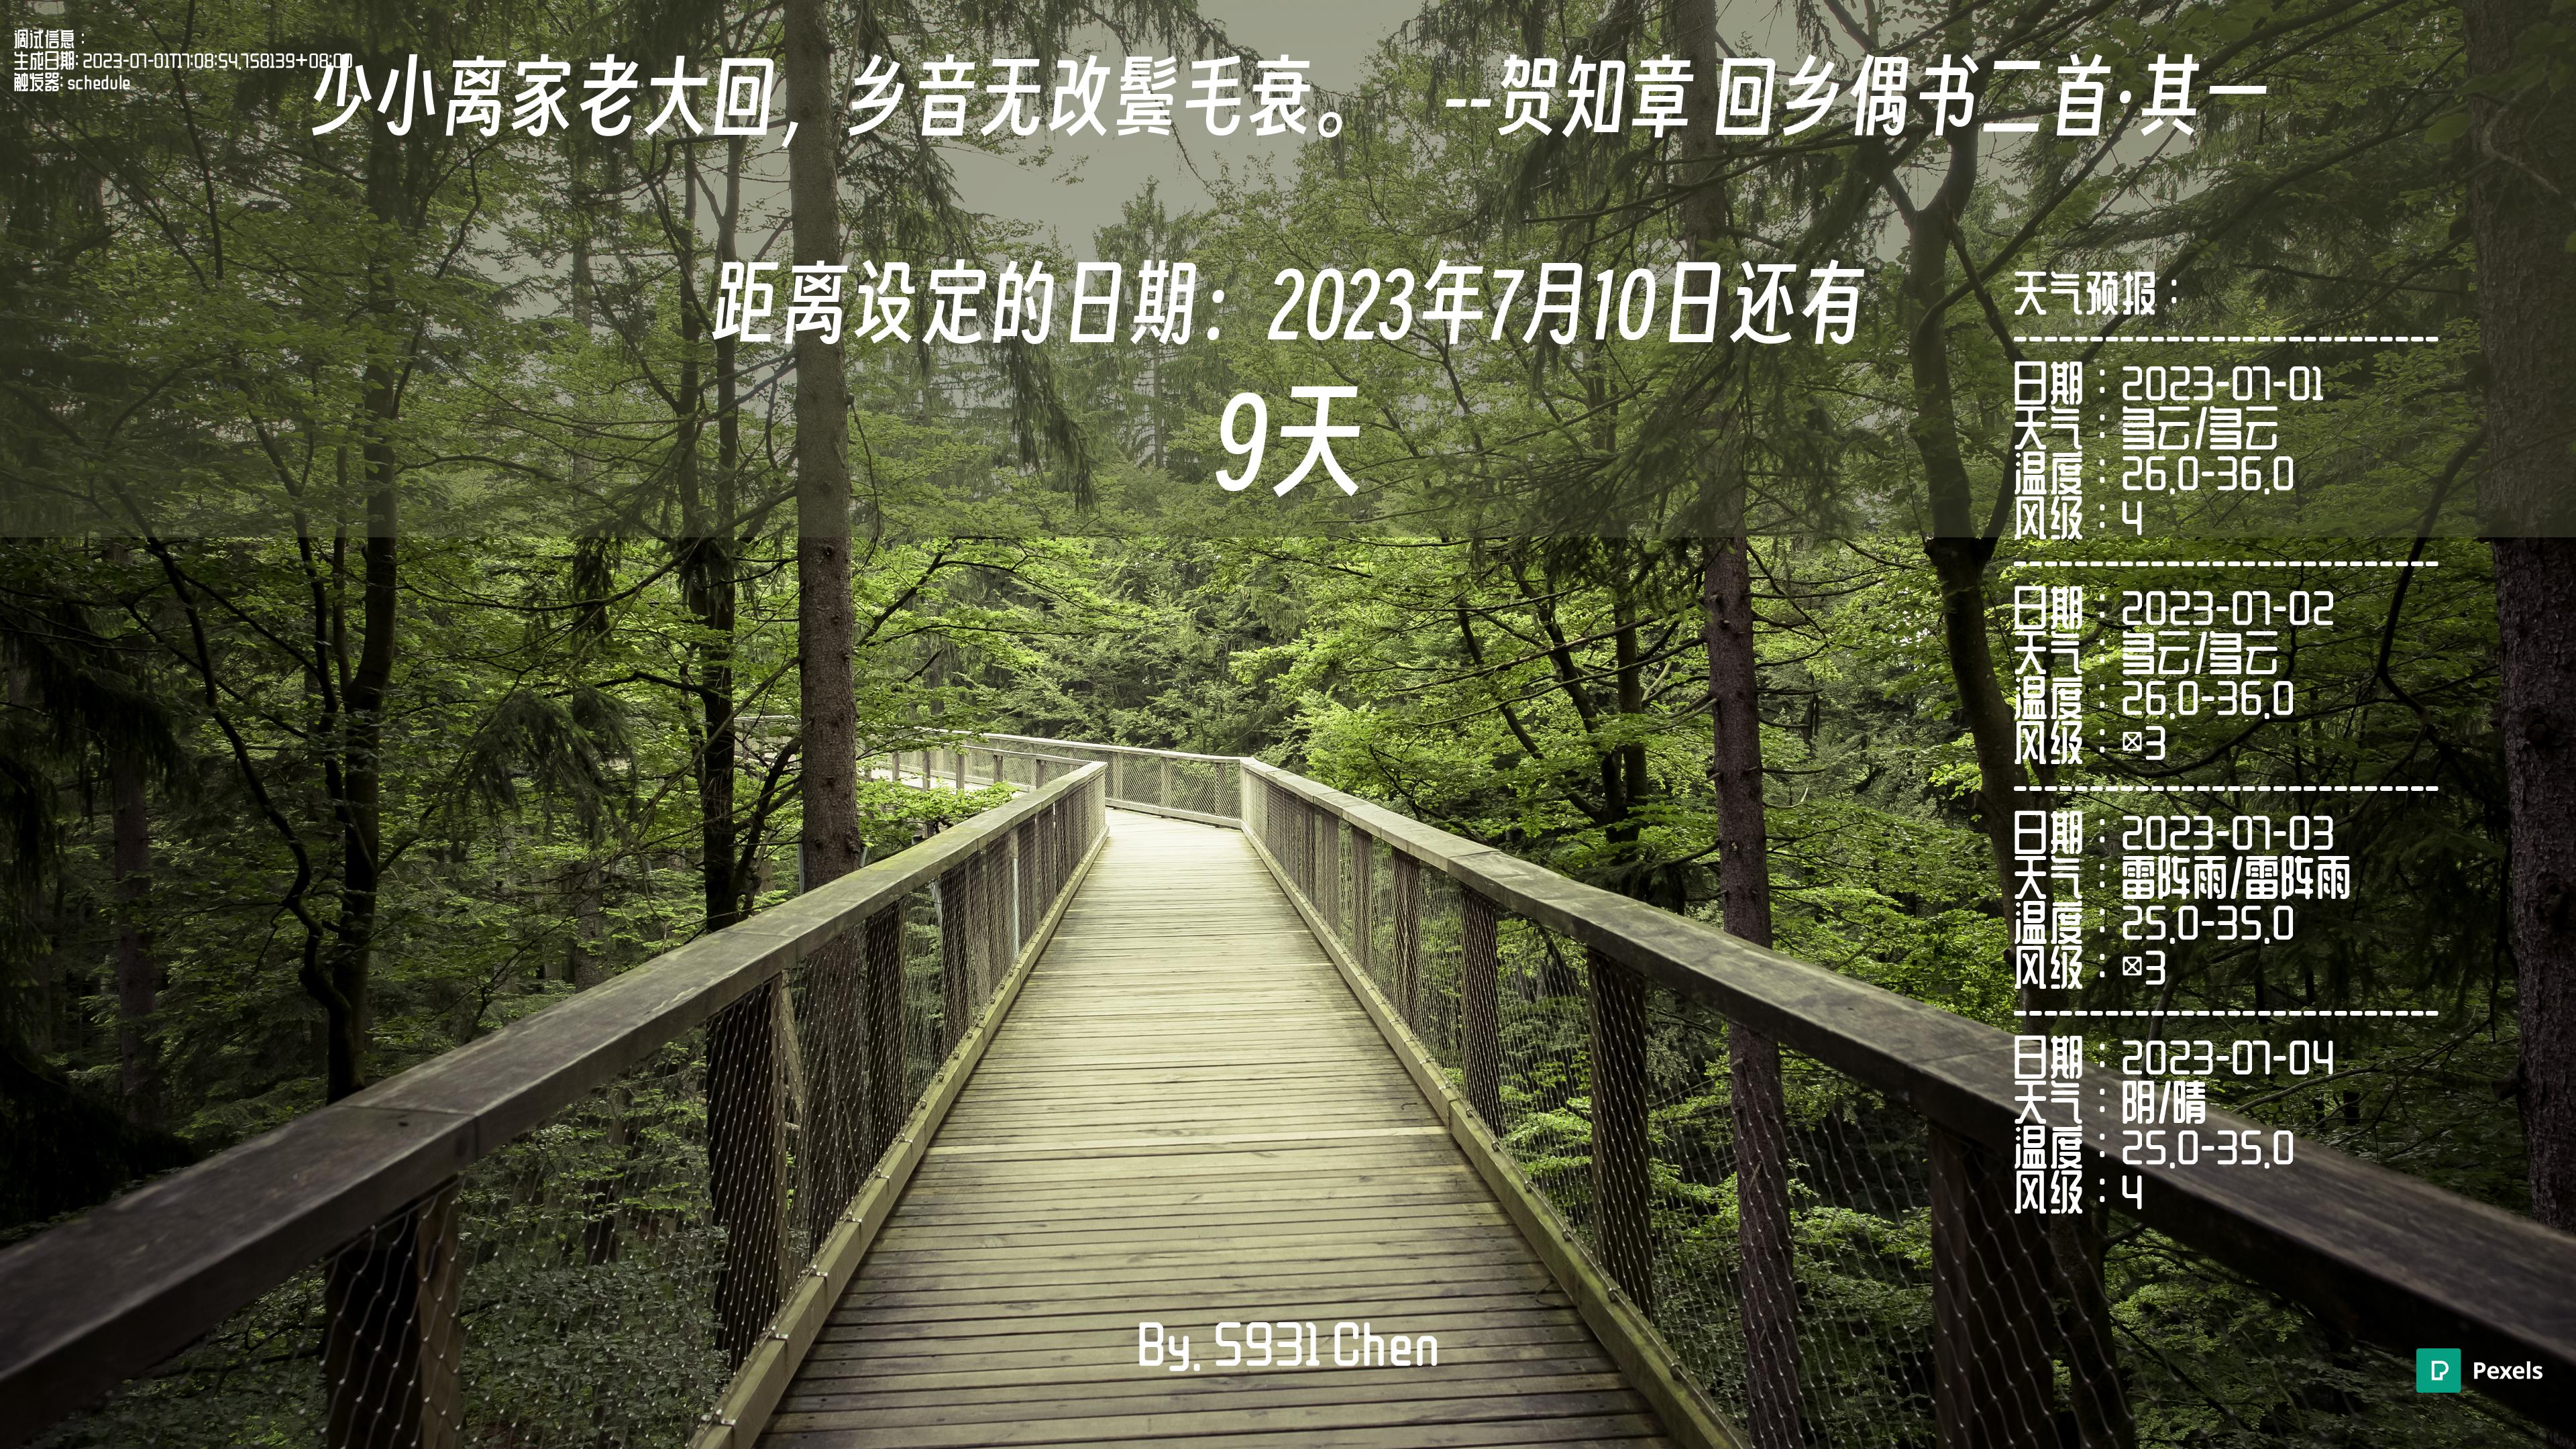 调试信息：
生成日期: 2023-07-01T17:08:54.758139+08:00
触发器: schedule
少小离家老大回，乡音无改鬓毛衰。 --贺知章 回乡偶书二首·其一
距离设定的日期：2023年7月10日还有
9天
天气预报：
------------------------------
日期：2023-07-01
天气：多云/多云
温度：26.0-36.0
风级：4
------------------------------
日期：2023-07-02
天气：多云/多云
温度：26.0-36.0
风级：☒3
------------------------------
日期：2023-07-03
天气：雷阵雨/雷阵雨
温度：25.0-35.0
风级：☒3
------------------------------
日期：2023-07-04
天气：阴/晴
温度：25.0-35.0
风级：4
By. S931 Chen
Pexels